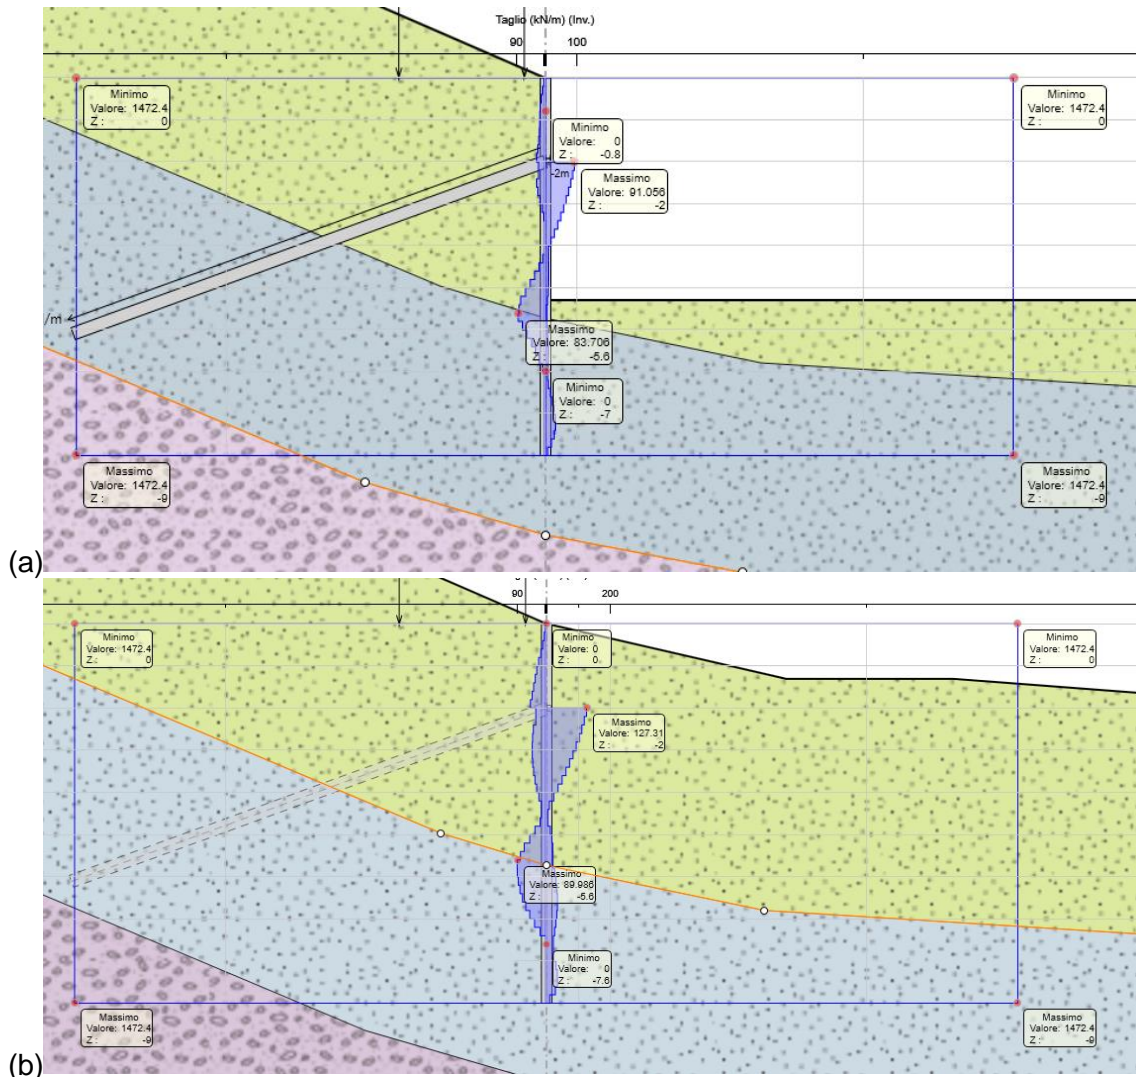 Taglio (kN/m) (Inv.)
90 100
Minimo
Valore: 1472.4
Z : 0
Minimo
Valore: 0
Z : -0.8
Minimo
Valore: 1472.4
Z : 0
-2m
Massimo
Valore: 91.056
Z : -2
/m
Massimo
Valore: 83.706
Z : -5.6
Minimo
Valore: 0
Z : -7
Massimo
Valore: 1472.4
Z : -9
Massimo
Valore: 1472.4
Z : -9
(a)
90 200
Minimo
Valore: 1472.4
Z : 0
Minimo
Valore: 0
Z : 0
Minimo
Valore: 1472.4
Z : 0
Massimo
Valore: 127.31
Z : -2
Massimo
Valore: 89.986
Z : -5.6
Minimo
Valore: 0
Z : -7.6
Massimo
Valore: 1472.4
Z : -9
Massimo
Valore: 1472.4
Z : -9
(b)